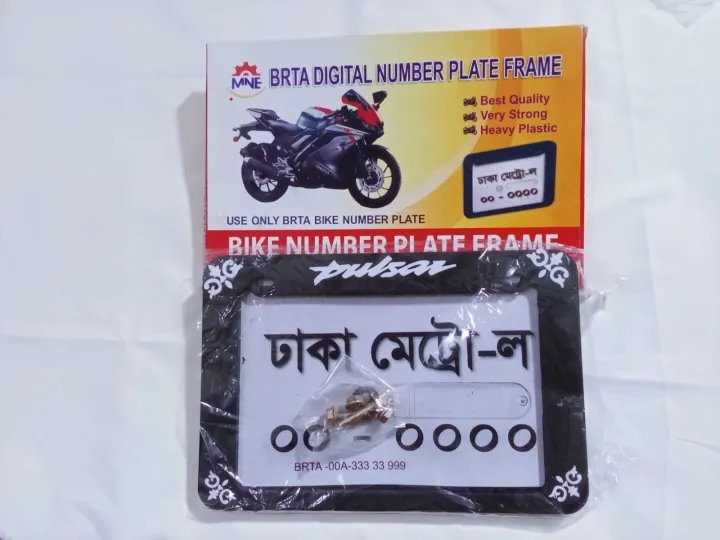 MNE
BRTA DIGITAL NUMBER PLATE FRAME
Best Quality
Very Strong
Heavy Plastic
ঢাকা মেট্রো-ল
০০ - ০০০০
USE ONLY BRTA BIKE NUMBER PLATE
BIKE NUMBER PLATE FRAME
Pulsar
ঢাকা মেট্রো-ল
০০ - ০০০০
BRTA -00A-333 33 999